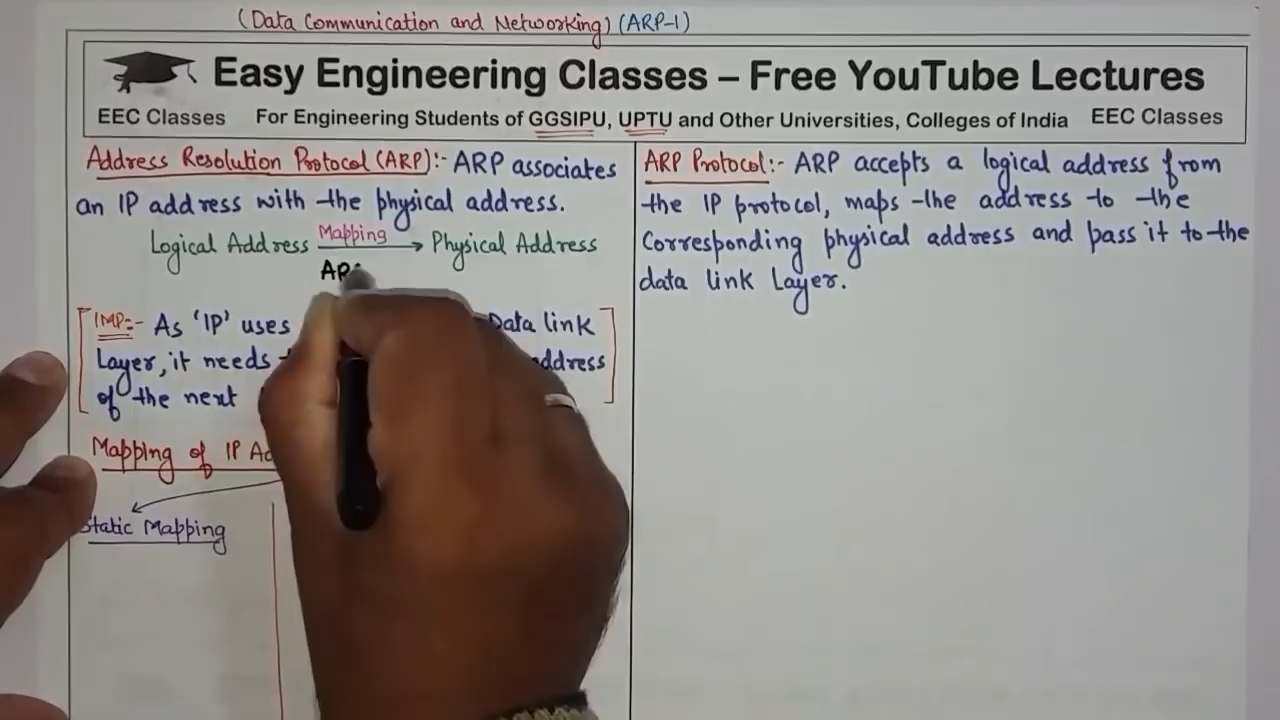 (Data Communication and Networking) (ARP-1)
Easy Engineering Classes – Free YouTube Lectures
EEC Classes For Engineering Students of GGSIPU, UPTU and Other Universities, Colleges of India EEC Classes
Address Resolution Protocol (ARP):- ARP associates
an IP address with the physical address.
Logical Address Mapping Physical Address
[IMP:- As 'IP' uses Data link
Layer, it needs
of the next ]
Mapping of IP
Static Mapping
ARP Protocol:- ARP accepts a logical address from
the IP protocol, maps the address to the
Corresponding physical address and pass it to the
data link Layer.